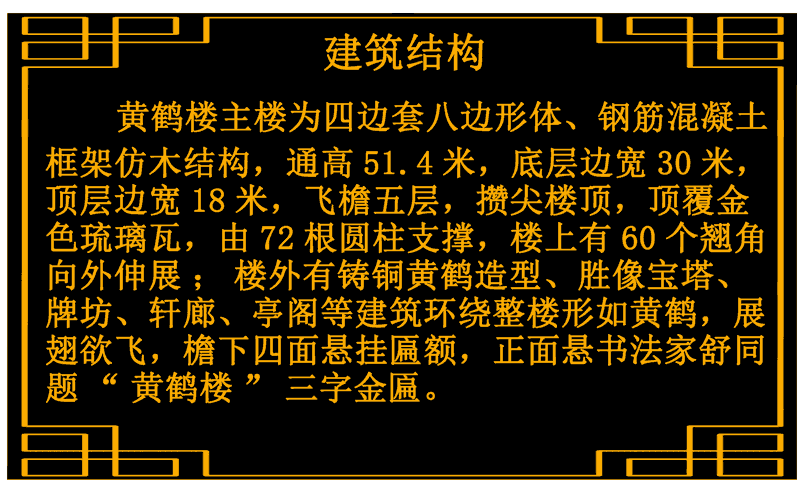 建筑结构
黄鹤楼主楼为四边套八边形体、钢筋混凝土
框架仿木结构，通高 51.4 米，底层边宽 30 米，
顶层边宽 18 米，飞檐五层，攒尖楼顶，顶覆金
色琉璃瓦，由 72 根圆柱支撑，楼上有 60 个翘角
向外伸展； 楼外有铸铜黄鹤造型、胜像宝塔、
牌坊、轩廊、亭阁等建筑环绕整楼形如黄鹤，展
翅欲飞，檐下四面悬挂匾额，正面悬书法家舒同
题 “ 黄鹤楼 ” 三字金匾。